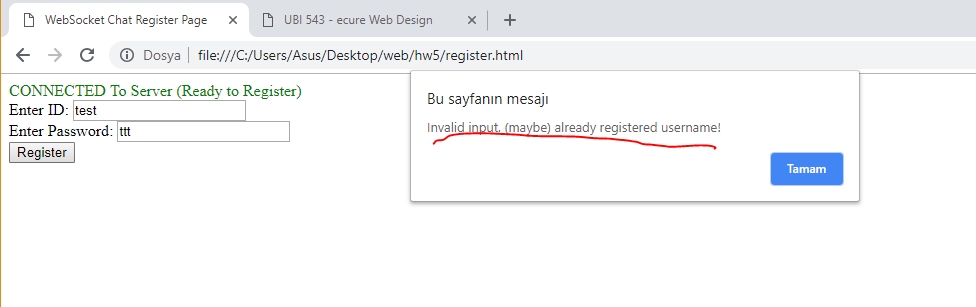 WebSocket Chat Register Page
UBI 543 - ecure Web Design
Dosya | file:///C:/Users/Asus/Desktop/web/hw5/register.html
CONNECTED To Server (Ready to Register)
Enter ID: test
Enter Password: ttt
Register
Bu sayfanın mesajı
Invalid input, (maybe) already registered username!
Tamam